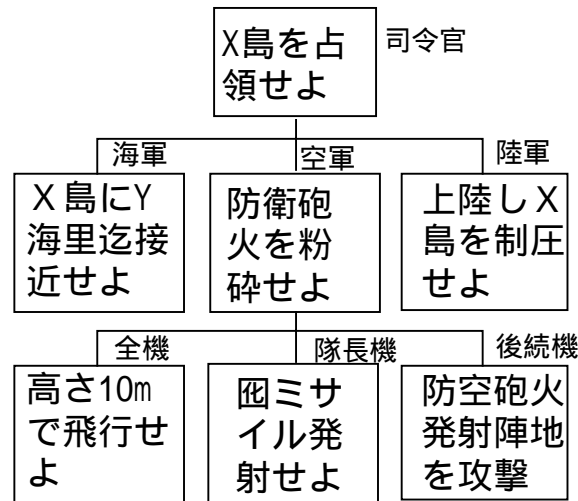 X島を占
領せよ
司令官
海軍
空軍
陸軍
X島にY
海里迄接
近せよ
防衛砲
火を粉
砕せよ
上陸しX
島を制圧
せよ
全機
隊長機
後続機
高さ10m
で飛行せ
よ
囮ミサ
イル発
射せよ
防空砲火
発射陣地
を攻撃